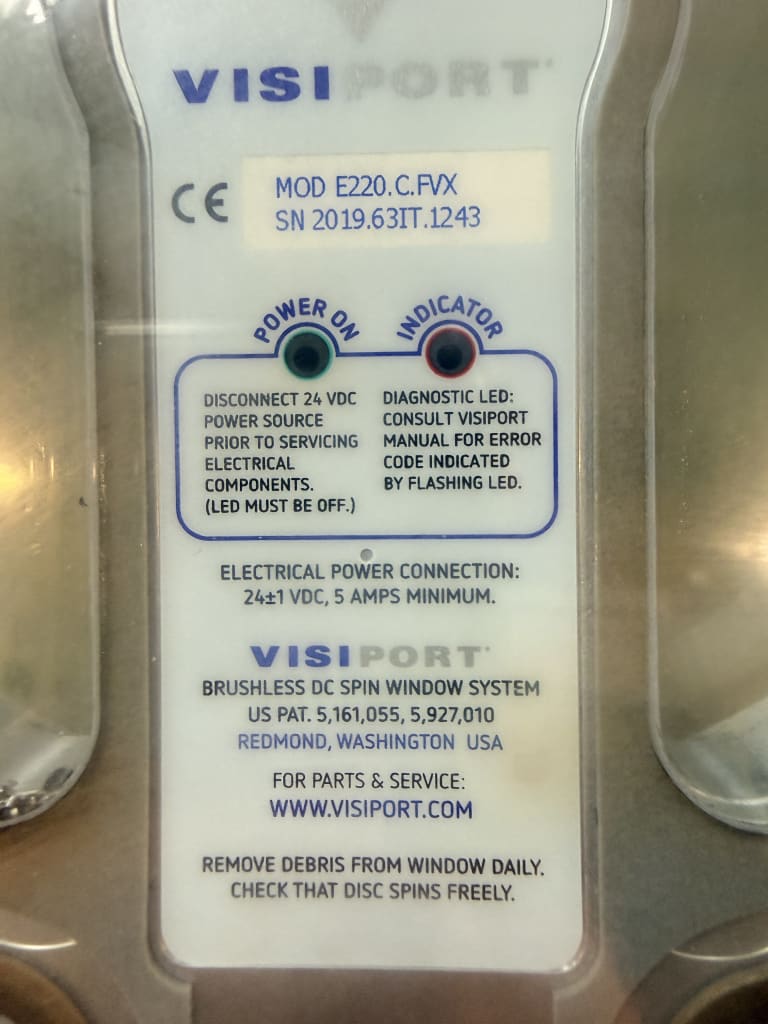 VISIPORT
CE
MOD E220.C.FVX
SN 2019.63IT.1243
POWER ON
DISCONNECT 24 VDC
POWER SOURCE
PRIOR TO SERVICING
ELECTRICAL
COMPONENTS.
(LED MUST BE OFF.)
INDICATOR
DIAGNOSTIC LED:
CONSULT VISIPORT
MANUAL FOR ERROR
CODE INDICATED
BY FLASHING LED.
ELECTRICAL POWER CONNECTION:
24±1 VDC, 5 AMPS MINIMUM.
VISIPORT
BRUSHLESS DC SPIN WINDOW SYSTEM
US PAT. 5,161,055, 5,927,010
REDMOND, WASHINGTON USA
FOR PARTS & SERVICE:
WWW.VISIPORT.COM
REMOVE DEBRIS FROM WINDOW DAILY.
CHECK THAT DISC SPINS FREELY.